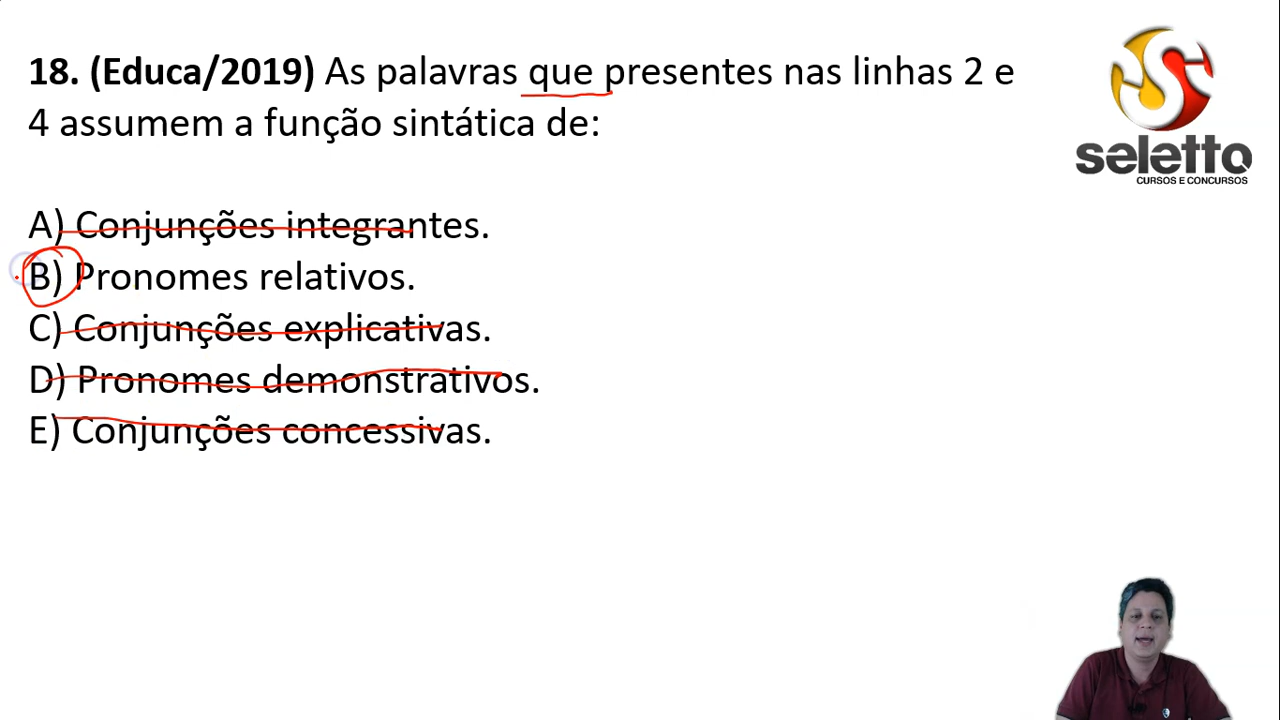 18. (Educa/2019) As palavras que presentes nas linhas 2 e
4 assumem a função sintática de:
A) Conjunções integrantes.
B) Pronomes relativos.
C) Conjunções explicativas.
D) Pronomes demonstrativos.
E) Conjunções concessivas.
seletto
CURSOS E CONCURSOS